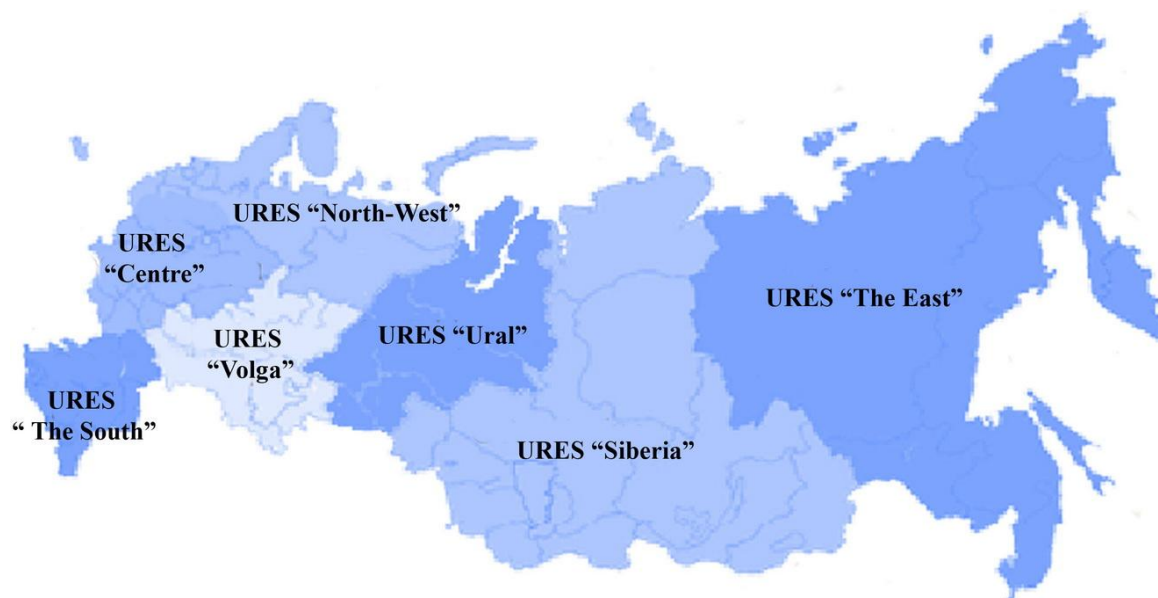 URES “North-West”
URES
“Centre”
URES “The East”
URES “Ural”
URES
“Volga”
URES
“ The South”
URES “Siberia”